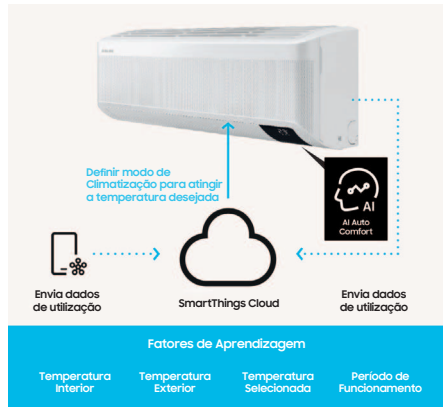 Definir modo de
Climatização para atingir
a temperatura desejada
AI
AI Auto
Comfort
Envia dados
de utilização
SmartThings Cloud
Envia dados
de utilização
Fatores de Aprendizagem
Temperatura
Interior
Temperatura
Exterior
Temperatura
Selecionada
Período de
Funcionamento